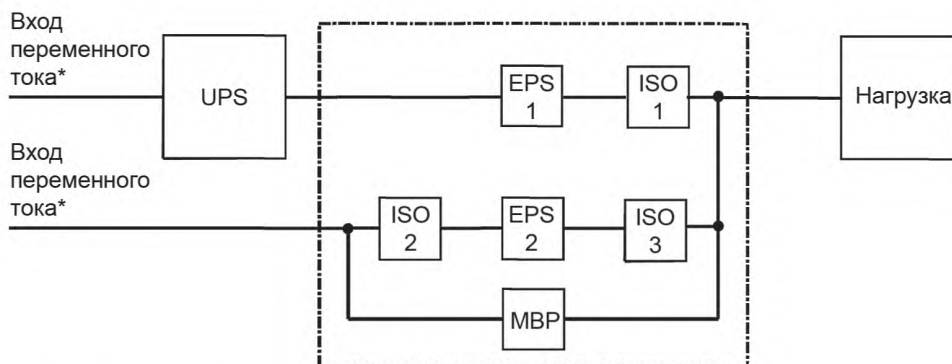 Вход
переменного
тока*
UPS
EPS
1
ISO
1
Нагрузка
Вход
переменного
тока*
ISO
2
EPS
2
ISO
3
MBP